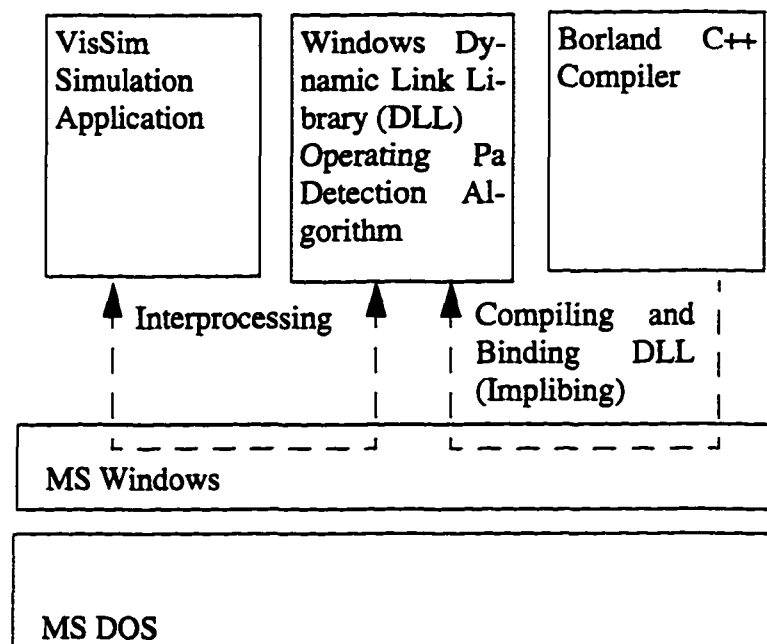 VisSim
Simulation
Application
Windows Dy-
namic Link Li-
brary (DLL)
Operating Pa
Detection Al-
gorithm
Borland C++
Compiler
Interprocessing
Compiling and
Binding DLL
(Implibing)
MS Windows
MS DOS